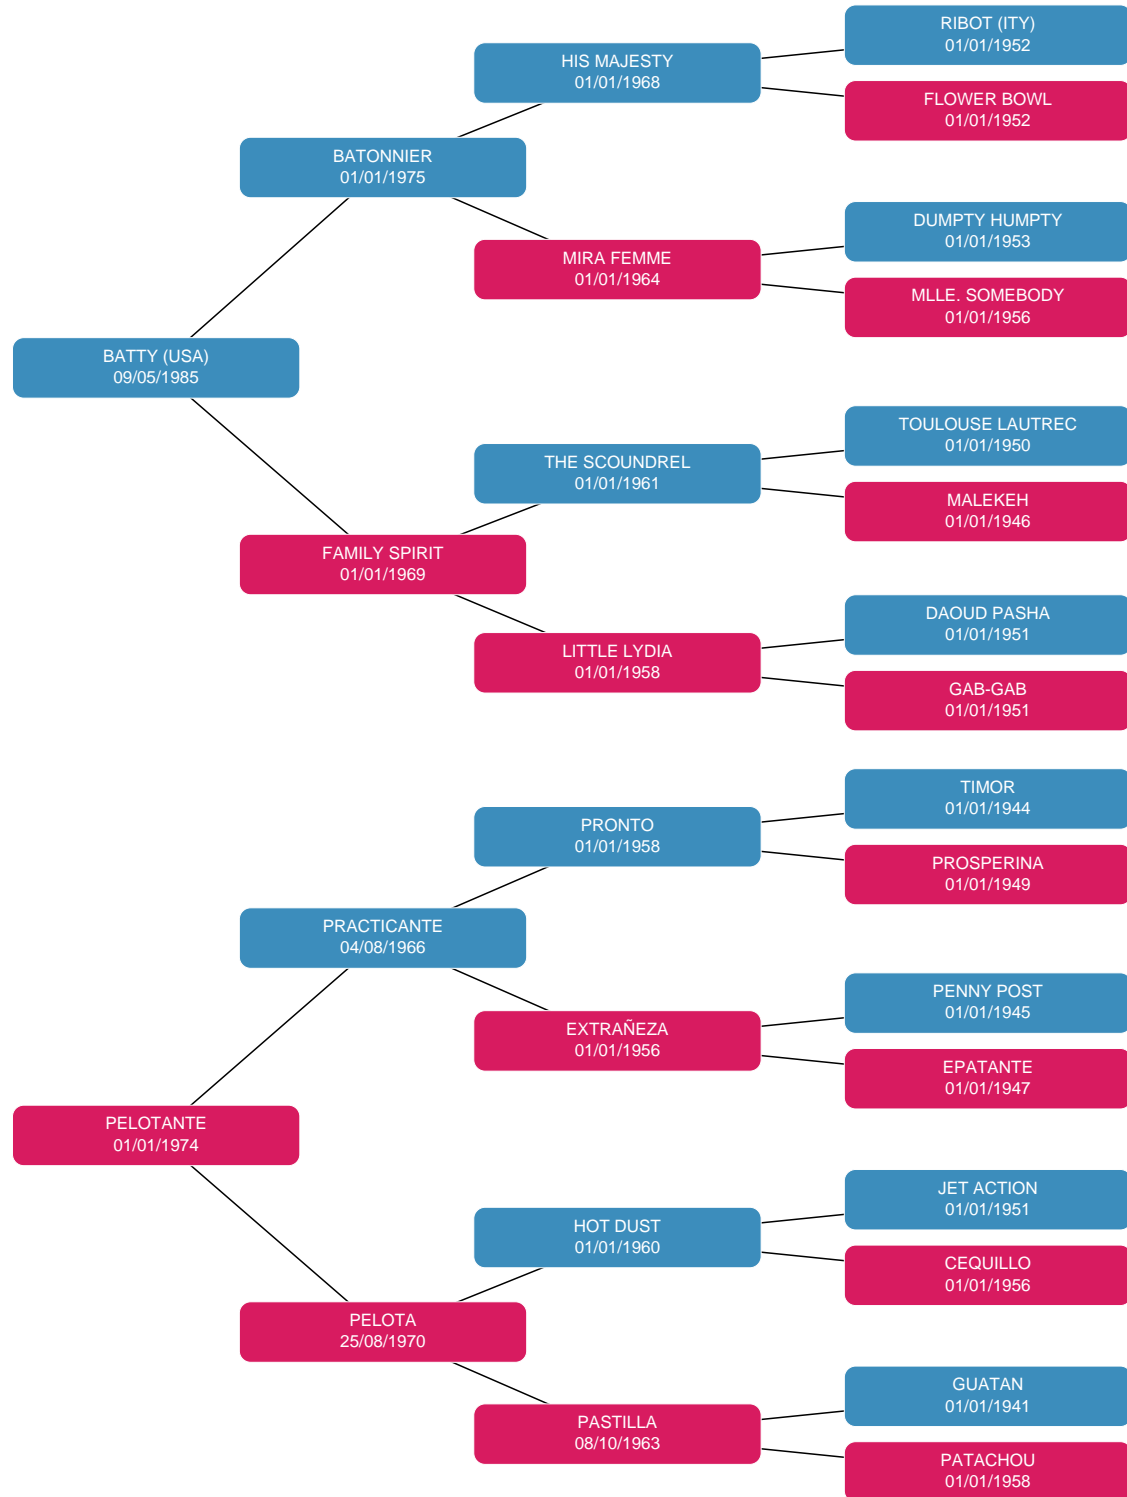 RIBOT (ITY)
01/01/1952
HIS MAJESTY
01/01/1968
FLOWER BOWL
01/01/1952
BATONNIER
01/01/1975
DUMPTY HUMPTY
01/01/1953
MIRA FEMME
01/01/1964
MLLE. SOMEBODY
01/01/1956
BATTY (USA)
09/05/1985
TOULOUSE LAUTREC
01/01/1950
THE SCOUNDREL
01/01/1961
MALEKEH
01/01/1946
FAMILY SPIRIT
01/01/1969
DAOUD PASHA
01/01/1951
LITTLE LYDIA
01/01/1958
GAB-GAB
01/01/1951
TIMOR
01/01/1944
PRONTO
01/01/1958
PROSPERINA
01/01/1949
PRACTICANTE
04/08/1966
PENNY POST
01/01/1945
EXTRAÑEZA
01/01/1956
EPATANTE
01/01/1947
PELOTANTE
01/01/1974
JET ACTION
01/01/1951
HOT DUST
01/01/1960
CEQUILLO
01/01/1956
PELOTA
25/08/1970
GUATAN
01/01/1941
PASTILLA
08/10/1963
PATACHOU
01/01/1958